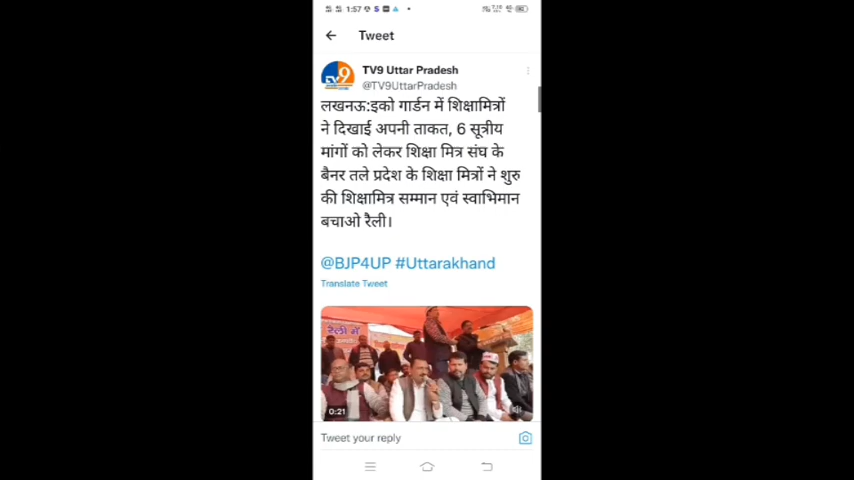 1:57
Tweet
TV9 Uttar Pradesh
@TV9UttarPradesh
लखनऊ:इको गार्डन में शिक्षामित्रों
ने दिखाई अपनी ताकत, 6 सूत्रीय
मांगों को लेकर शिक्षा मित्र संघ के
बैनर तले प्रदेश के शिक्षा मित्रों ने शुरु
की शिक्षामित्र सम्मान एवं स्वाभिमान
बचाओ रैली।
@BJP4UP #Uttarakhand
Translate Tweet
रैली में
0:21
Tweet your reply